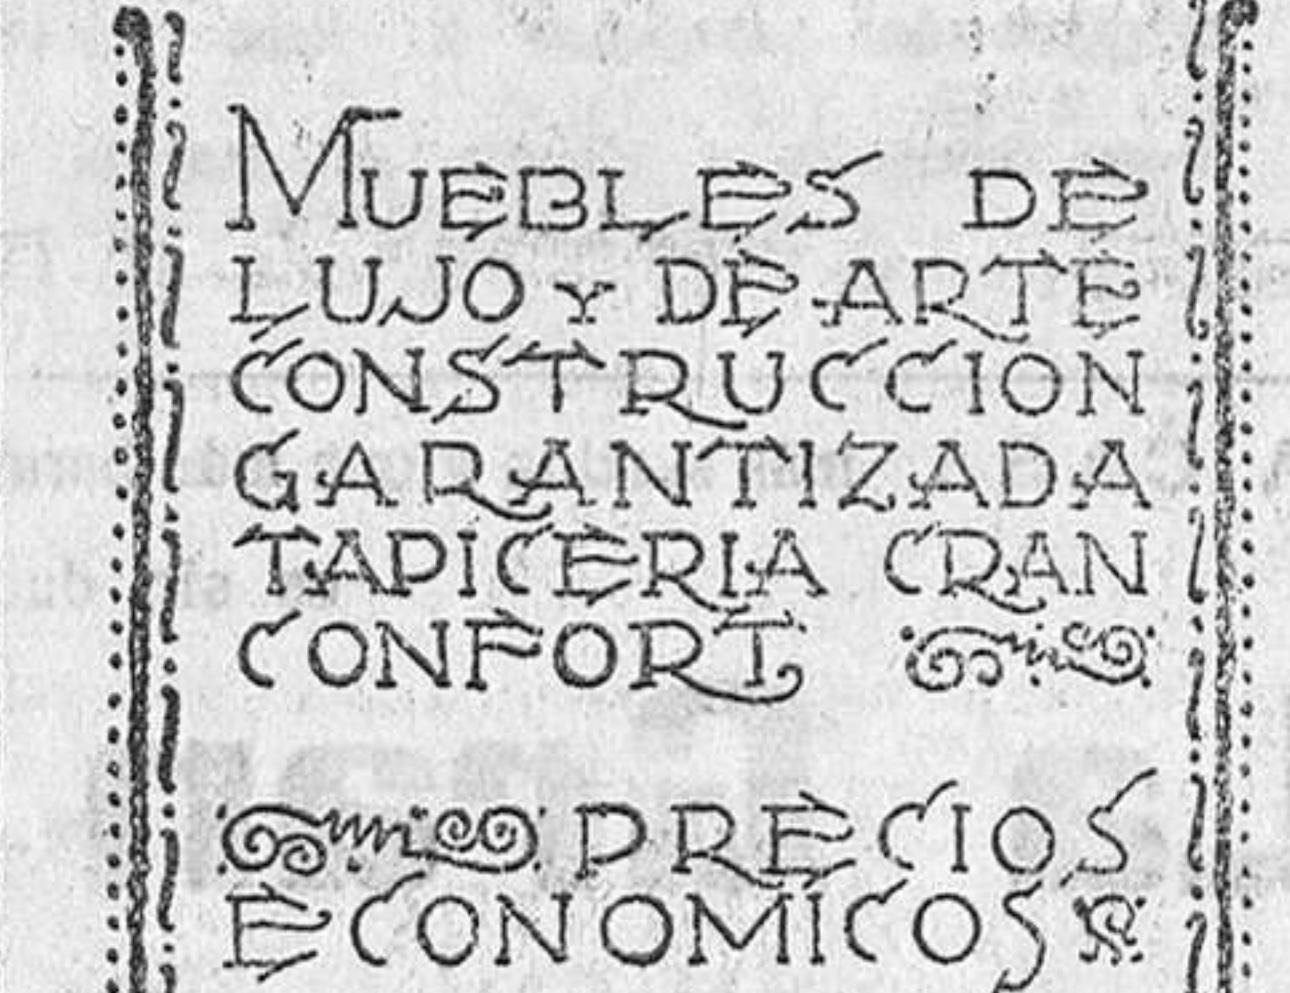 MUEBLES DE
LUJO Y DE ARTE
CONSTRUCCION
GARANTIZADA
TAPICERIA CRAN
CONFORT
PRECIOS
ECONOMICOS